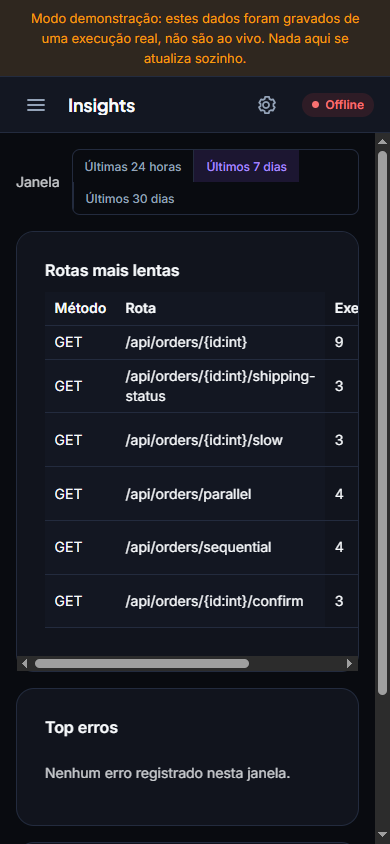 Modo demonstração: estes dados foram gravados de
uma execução real, não são ao vivo. Nada aqui se
atualiza sozinho.
Insights
Offline
Janela
Últimas 24 horas
Últimos 7 dias
Últimos 30 dias
Rotas mais lentas
Método Rota Exe
GET /api/orders/{id:int} 9
GET /api/orders/{id:int}/shipping-
status 3
GET /api/orders/{id:int}/slow 3
GET /api/orders/parallel 4
GET /api/orders/sequential 4
GET /api/orders/{id:int}/confirm 3
Top erros
Nenhum erro registrado nesta janela.